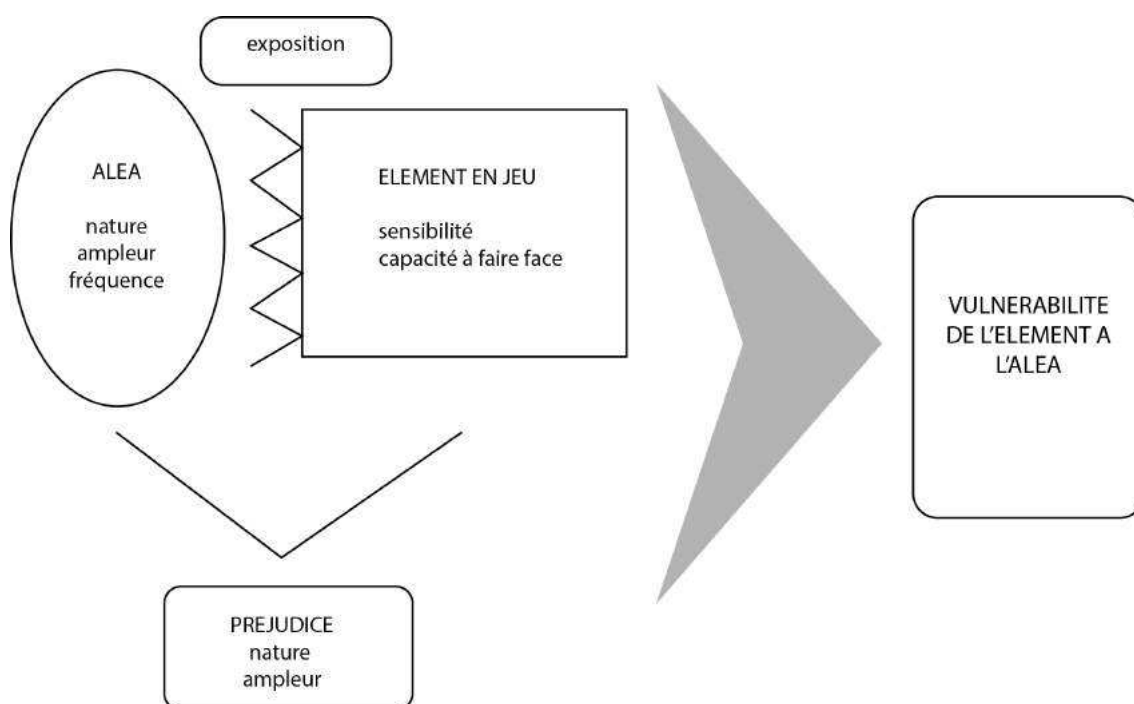 exposition
ALEA
nature
ampleur
fréquence
ELEMENT EN JEU
sensibilité
capacité à faire face
VULNERABILITE
DE L'ELEMENT A
L'ALEA
PREJUDICE
nature
ampleur